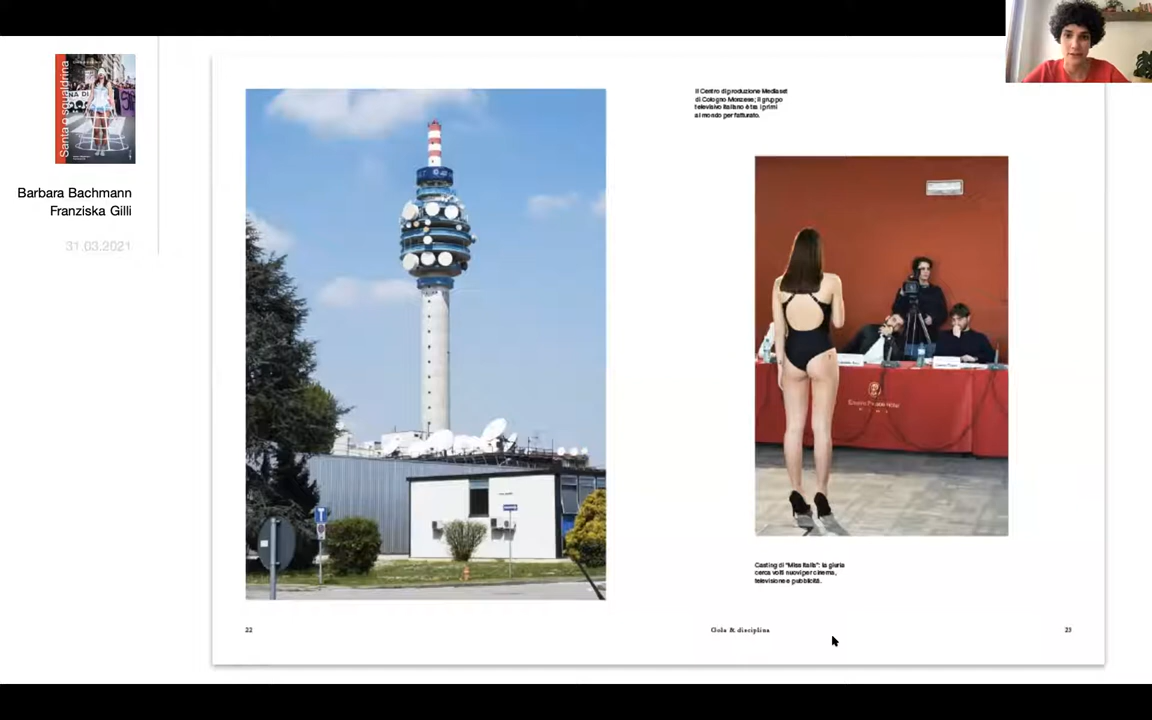 Santa o sgualdrina
Barbara Bachmann
Franziska Gilli
31.03.2021
Il Centro di produzione Mediaset
di Cologno Monzese; il gruppo
televisivo italiano è tra i primi
al mondo per fatturato.
Casting di "Miss Italia": la giuria
cerca volti nuovi per cinema,
televisione e pubblicità.
22
Gola & disciplina
23